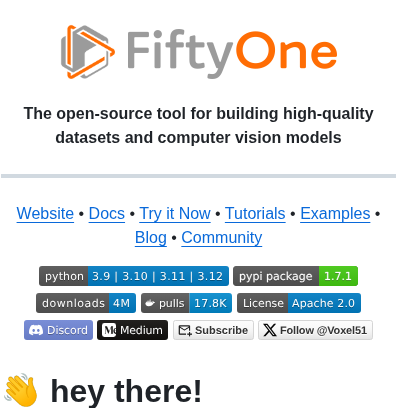 FiftyOne
The open-source tool for building high-quality
datasets and computer vision models
Website • Docs • Try it Now • Tutorials • Examples •
Blog • Community
python 3.9 | 3.10 | 3.11 | 3.12 pypi package 1.7.1
downloads 4M pulls 17.8K License Apache 2.0
Discord Medium Subscribe Follow @Voxel51
👋 hey there!